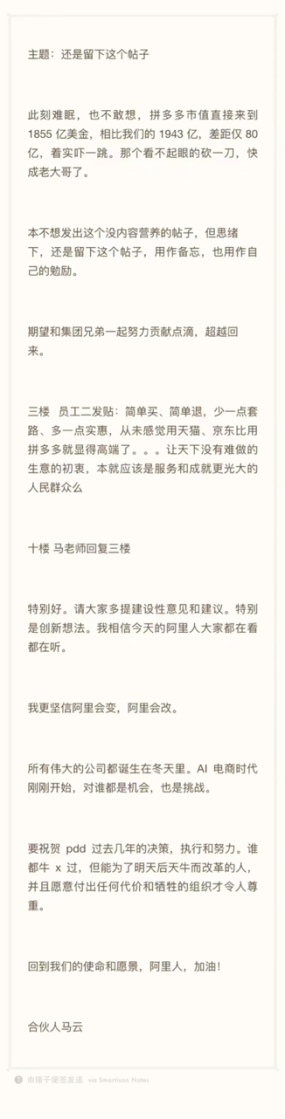 主题：还是留下这个帖子
此刻难眠，也不敢想，拼多多市值直接来到
1855 亿美金，相比我们的 1943 亿，差距仅 80
亿，着实吓一跳。那个看不起眼的砍一刀，快
成老大哥了。
本不想发出这个没内容营养的帖子，但思绪
下，还是留下这个帖子，用作备忘，也用作自
己的勉励。
期望和集团兄弟一起努力贡献点滴，超越回
来。
三楼 员工二发贴：简单买、简单退，少一点套
路、多一点实惠，从未感觉用天猫、京东比用
拼多多就显得高端了。。。让天下没有难做的
生意的初衷，本就应该是服务和成就更光大的
人民群众么
十楼 马老师回复三楼
特别好。请大家多提建设性意见和建议。特别
是创新想法。我相信今天的阿里人大家都在看
都在听。
我更坚信阿里会变，阿里会改。
所有伟大的公司都诞生在冬天里。AI 电商时代
刚刚开始，对谁都是机会，也是挑战。
要祝贺 pdd 过去几年的决策，执行和努力。谁
都牛 x 过，但能为了明天后天牛而改革的人，
并且愿意付出任何代价和牺牲的组织才令人尊
重。
回到我们的使命和愿景，阿里人，加油！
合伙人马云
由锤子便签发送 via Smartisan Notes